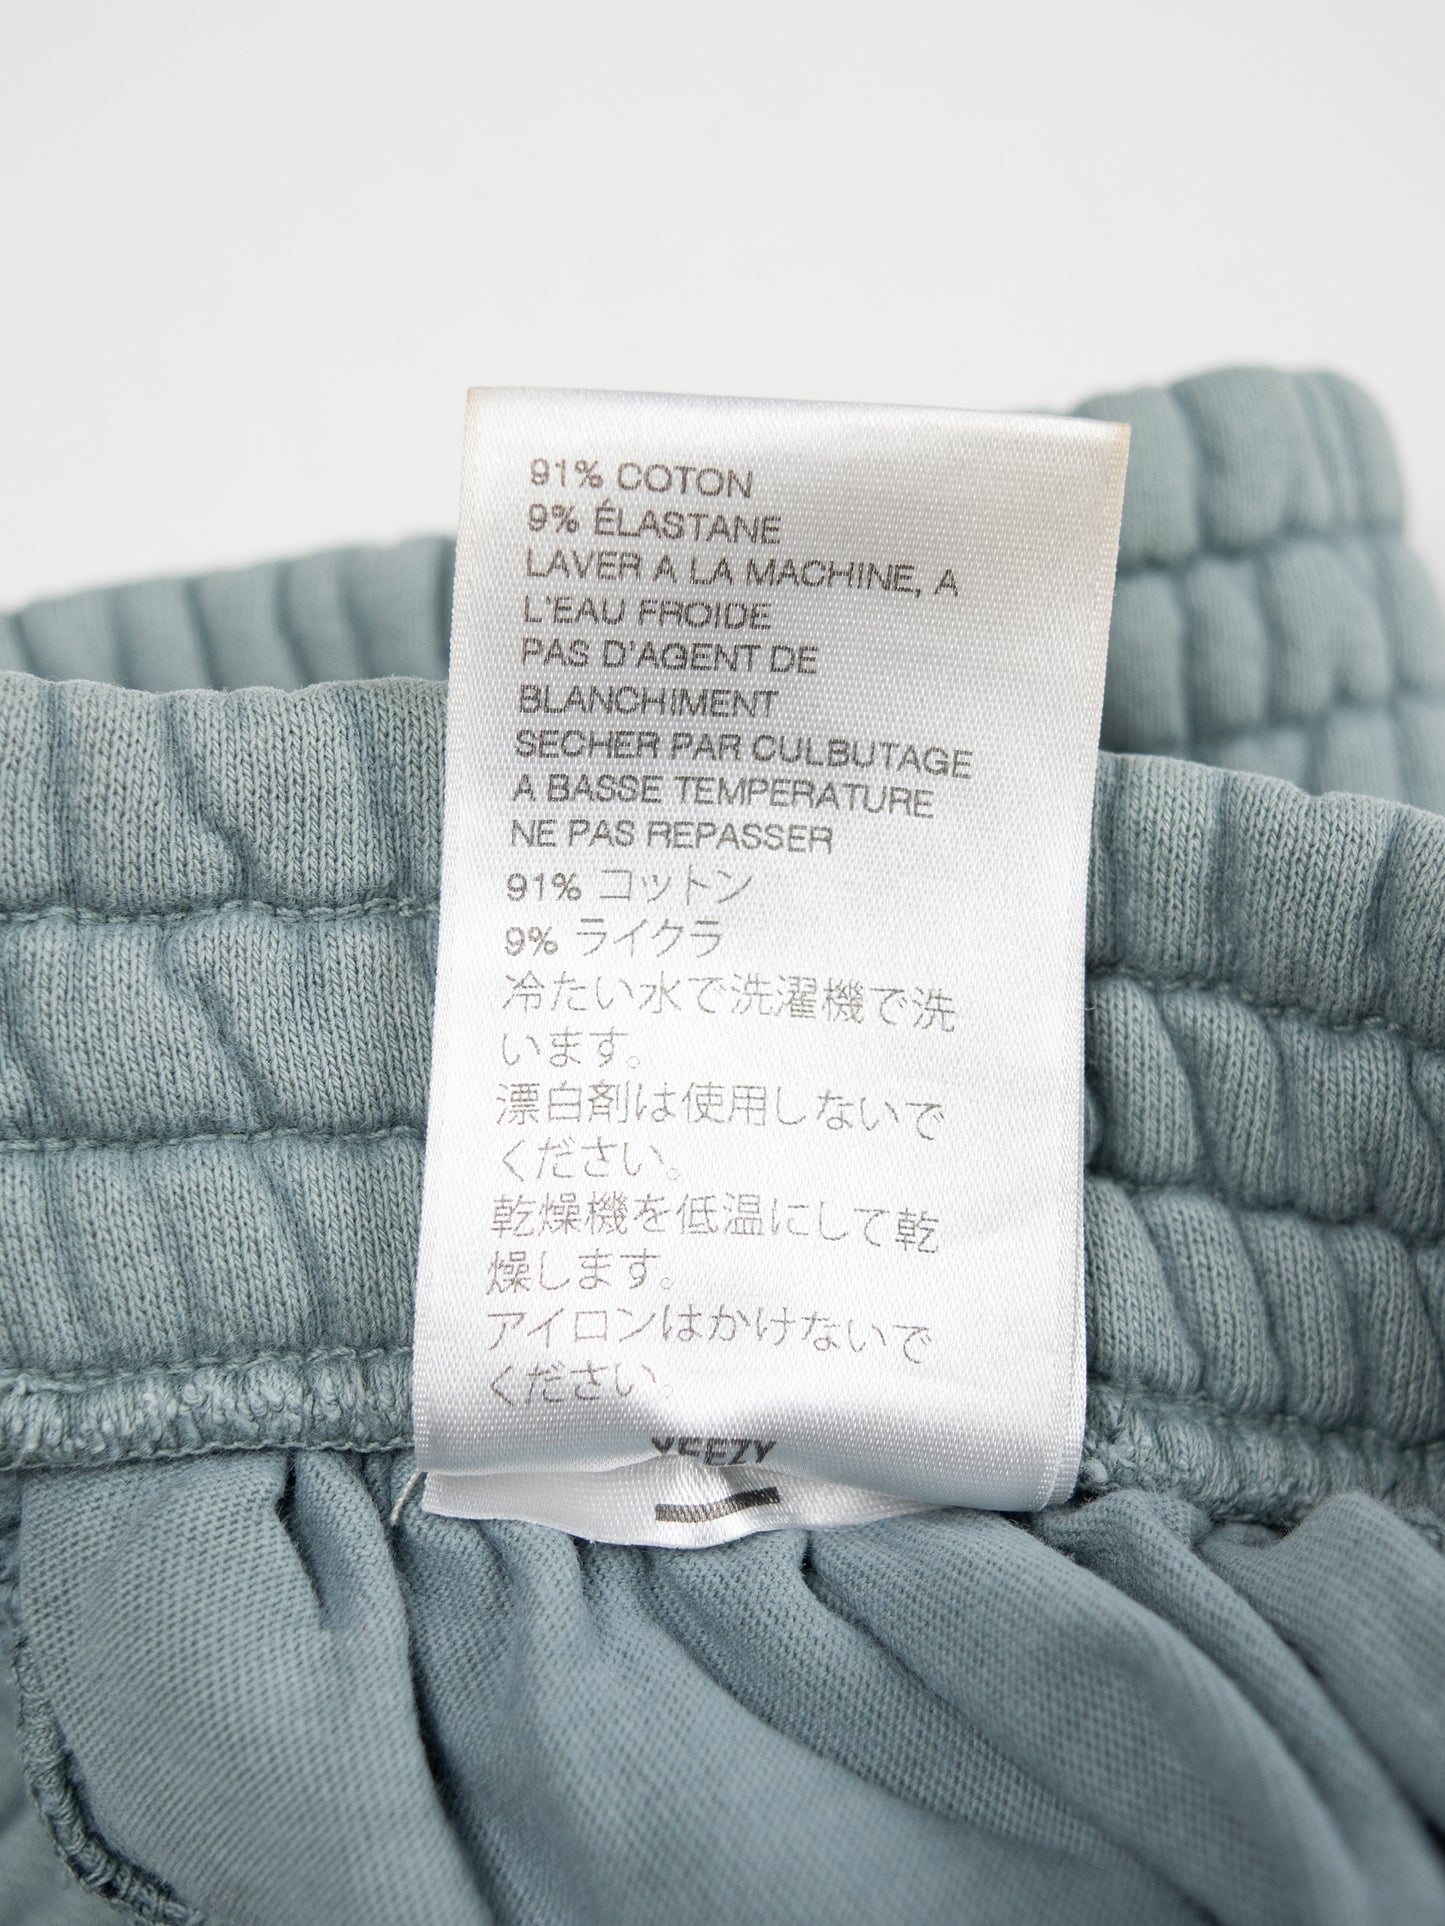 91% COTON
9% ÉLASTANE
LAVER A LA MACHINE, A
L'EAU FROIDE
PAS D'AGENT DE
BLANCHIMENT
SECHER PAR CULBUTAGE
A BASSE TEMPERATURE
NE PAS REPASSER
91% コットン
9% ライクラ
冷たい水で洗濯機で洗
います。
漂白剤は使用しないで
ください。
乾燥機を低温にして乾
燥します。
アイロンはかけないで
ください。
YEEZY